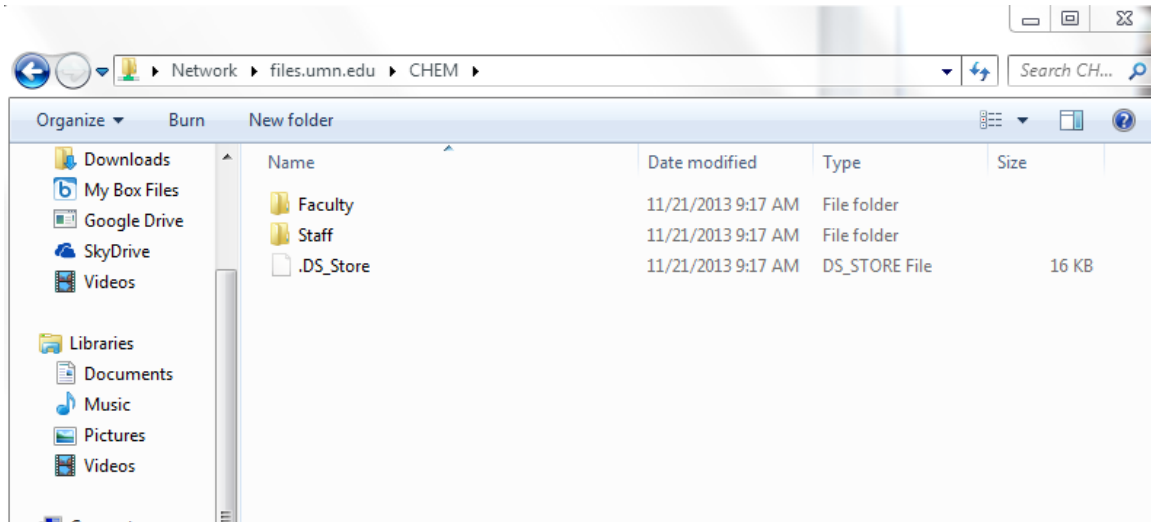 Network files.umn.edu CHEM Search CH...
Organize Burn New folder
Downloads
My Box Files
Google Drive
SkyDrive
Videos
Libraries
Documents
Music
Pictures
Videos
Name Date modified Type Size
Faculty 11/21/2013 9:17 AM File folder
Staff 11/21/2013 9:17 AM File folder
.DS_Store 11/21/2013 9:17 AM DS_STORE File 16 KB